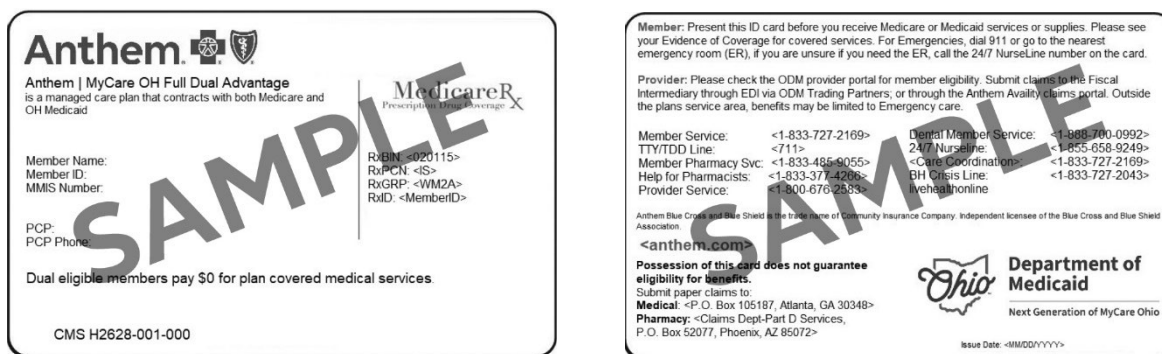 Anthem.
Anthem | MyCare OH Full Dual Advantage
is a managed care plan that contracts with both Medicare and
OH Medicaid
MedicareRx
Prescription Drug Coverage
Member Name:
Member ID:
MMIS Number:
RxBIN: <020115>
RxPCN: <IS>
RxGRP: <WM2A>
RxID: <MemberID>
PCP:
PCP Phone:
Dual eligible members pay $0 for plan covered medical services.
CMS H2628-001-000
SAMPLE
Member: Present this ID card before you receive Medicare or Medicaid services or supplies. Please see
your Evidence of Coverage for covered services. For Emergencies, dial 911 or go to the nearest
emergency room (ER), if you are unsure if you need the ER, call the 24/7 NurseLine number on the card.
Provider: Please check the ODM provider portal for member eligibility. Submit claims to the Fiscal
Intermediary through EDI via ODM Trading Partners; or through the Anthem Availity claims portal. Outside
the plans service area, benefits may be limited to Emergency care.
Member Service: <1-833-727-2169>
TTY/TDD Line: <711>
Member Pharmacy Svc: <1-833-485-9055>
Help for Pharmacists: <1-833-377-4266>
Provider Service: <1-800-676-2583>
Dental Member Service: <1-888-700-0992>
24/7 Nurseline: <1-855-658-9249>
<Care Coordination>: <1-833-727-2169>
BH Crisis Line: <1-833-727-2043>
livehealthonline
Anthem Blue Cross and Blue Shield is the trade name of Community Insurance Company. Independent licensee of the Blue Cross and Blue Shield
Association.
<anthem.com>
Possession of this card does not guarantee
eligibility for benefits.
Submit paper claims to:
Medical: <P.O. Box 105187, Atlanta, GA 30348>
Pharmacy: <Claims Dept-Part D Services,
P.O. Box 52077, Phoenix, AZ 85072>
Ohio
Department of
Medicaid
Next Generation of MyCare Ohio
Issue Date: <MM/DD/YYYY>
SAMPLE